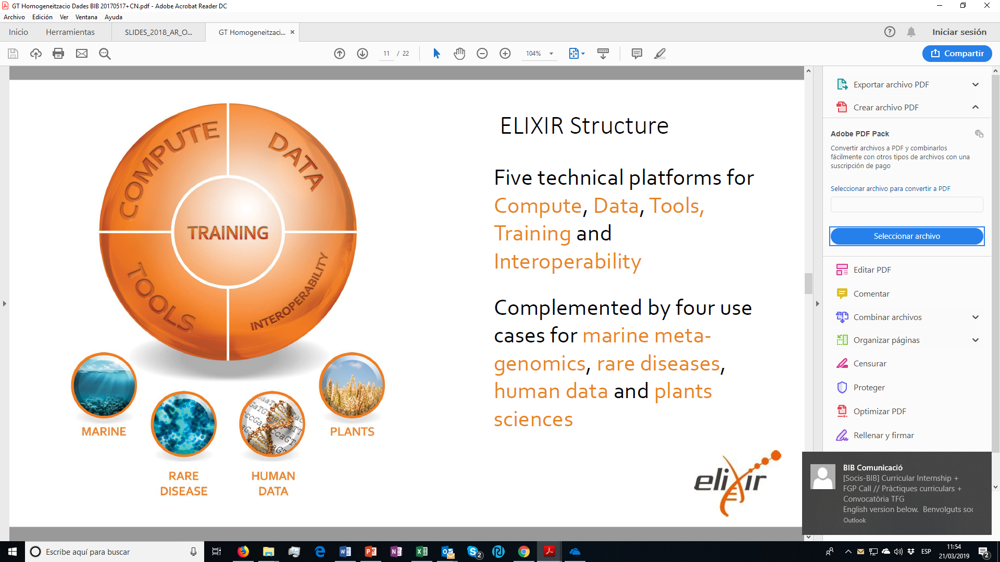 GT Homogeneitzacio Dades BIB 20170517+CN.pdf - Adobe Acrobat Reader DC
Archivo Edición Ver Ventana Ayuda
Inicio Herramientas SLIDES_2018_AR_O... GT Homogeneitzaci... × Iniciar sesión
11 / 22 104% Compartir
COMPUTE
DATA
TRAINING
TOOLS
INTEROPERABILITY
MARINE
RARE
DISEASE
HUMAN
DATA
PLANTS
ELIXIR Structure
Five technical platforms for
Compute, Data, Tools,
Training and
Interoperability
Complemented by four use
cases for marine meta-
genomics, rare diseases,
human data and plants
sciences
elixir
Exportar archivo PDF
Crear archivo PDF
Adobe PDF Pack
Convertir archivos a PDF y combinarlos
fácilmente con otros tipos de archivos con una
suscripción de pago
Seleccionar archivo para convertir a PDF
Seleccionar archivo
Editar PDF
Comentar
Combinar archivos
Organizar páginas
Censurar
Proteger
Optimizar PDF
Rellenar y firmar
BIB Comunicació
[Socis-BIB] Curricular Internship +
FGP Call // Pràctiques curriculars +
Convocatòria TFG
English version below. Benvolguts soc
Outlook
Escribe aquí para buscar
2
ESP
11:54
21/03/2019
2